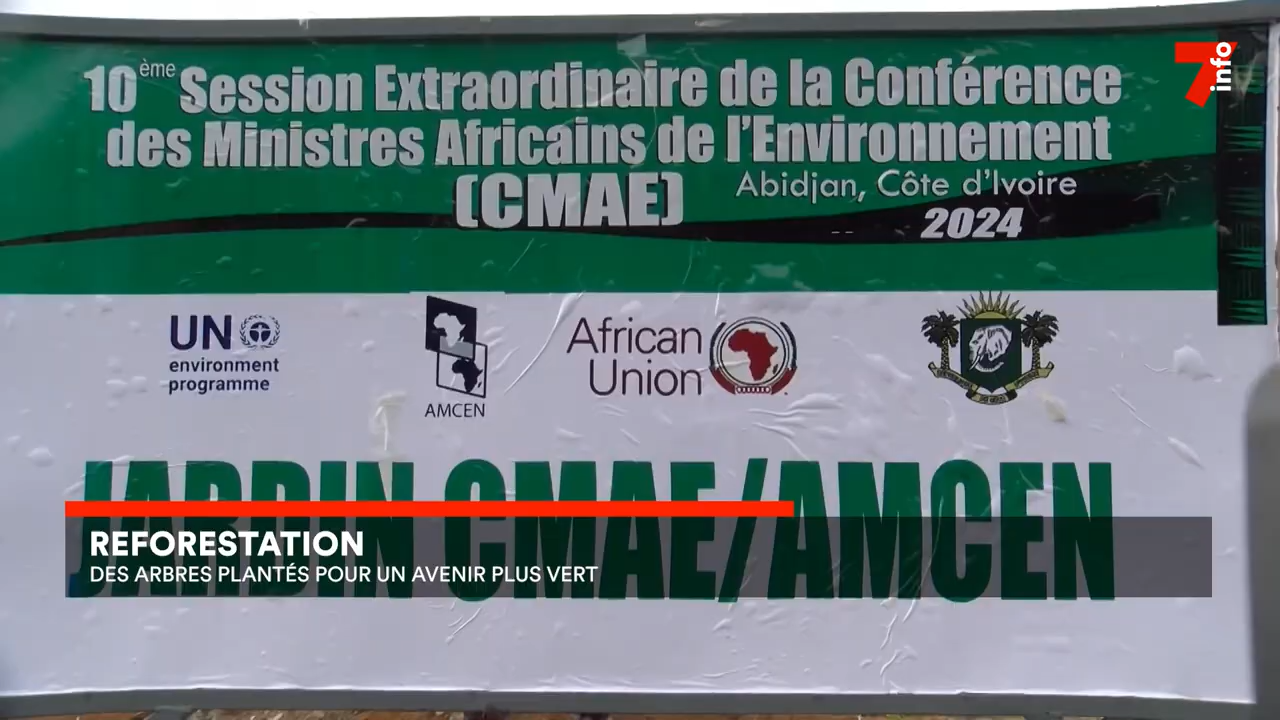 10ème Session Extraordinaire de la Conférence
des Ministres Africains de l'Environnement
(CMAE) Abidjan, Côte d'Ivoire
2024
7info
UN
environment
programme
AMCEN
African
Union
JARDIN CMAE/AMCEN
REFORESTATION
DES ARBRES PLANTÉS POUR UN AVENIR PLUS VERT